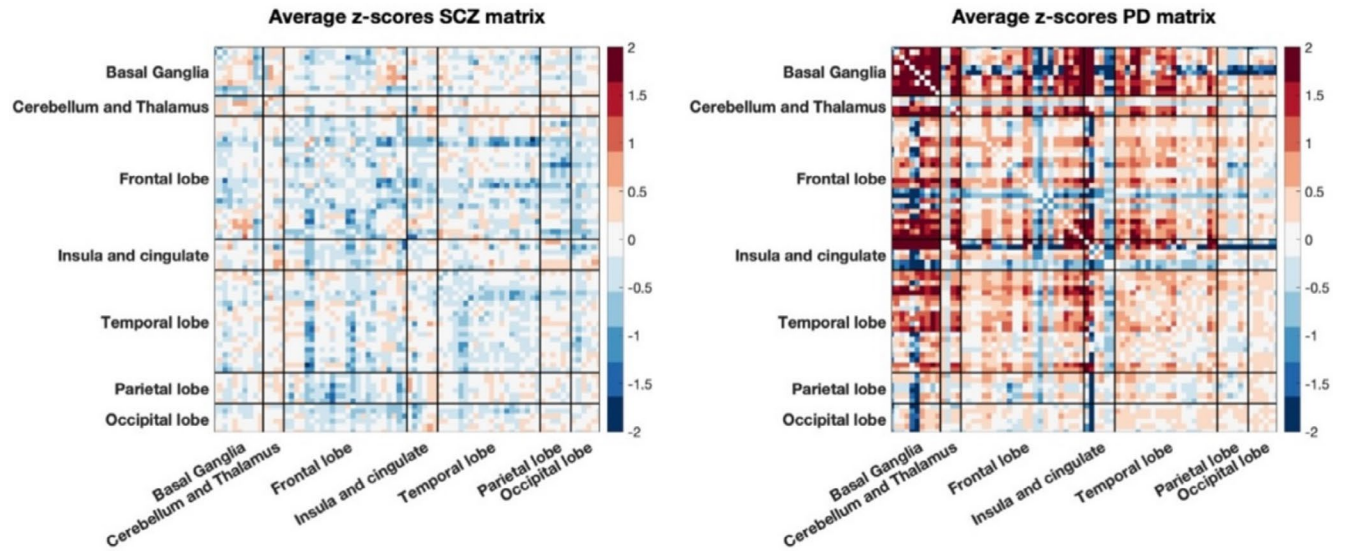 Average z-scores SCZ matrix
Basal Ganglia
Cerebellum and Thalamus
Frontal lobe
Insula and cingulate
Temporal lobe
Parietal lobe
Occipital lobe
2
1.5
1
0.5
0
-0.5
-1
-1.5
-2
Basal Ganglia
Cerebellum and Thalamus
Frontal lobe
Insula and cingulate
Temporal lobe
Parietal lobe
Occipital lobe
Average z-scores PD matrix
Basal Ganglia
Cerebellum and Thalamus
Frontal lobe
Insula and cingulate
Temporal lobe
Parietal lobe
Occipital lobe
2
1.5
1
0.5
0
-0.5
-1
-1.5
-2
Basal Ganglia
Cerebellum and Thalamus
Frontal lobe
Insula and cingulate
Temporal lobe
Parietal lobe
Occipital lobe